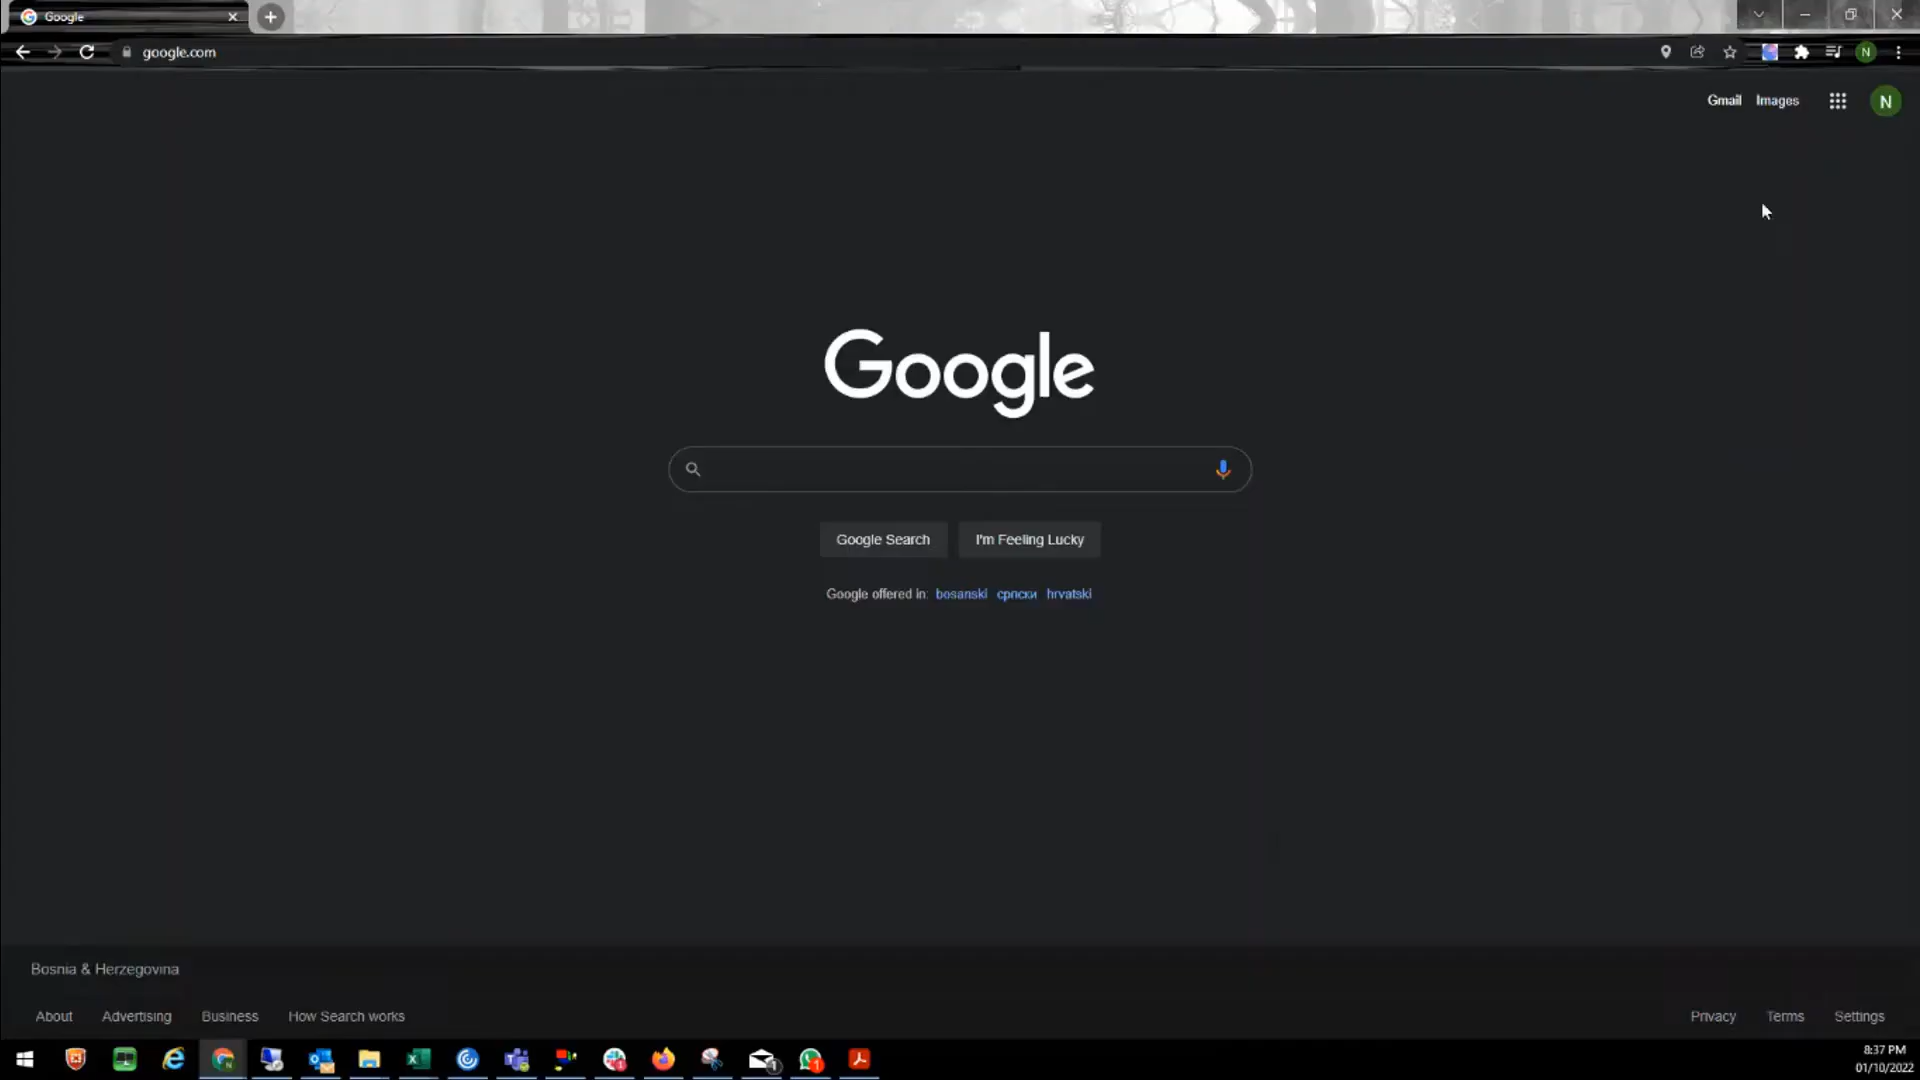 Google
google.com
Gmail Images
N
Google
Google Search I'm Feeling Lucky
Google offered in: bosanski српски hrvatski
Bosnia & Herzegovina
About Advertising Business How Search works Privacy Terms Settings
8:37 PM
01/10/2022